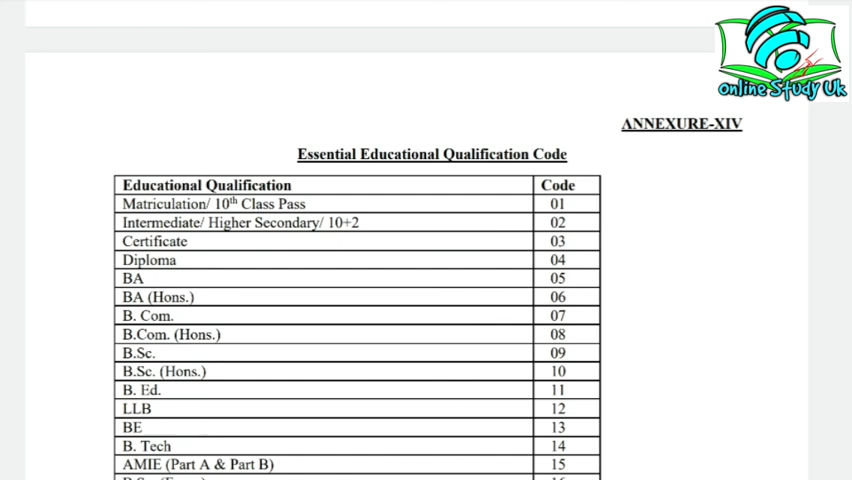 online Study Uk
ANNEXURE-XIV
Essential Educational Qualification Code
Educational Qualification Code
Matriculation/ 10th Class Pass 01
Intermediate/ Higher Secondary/ 10+2 02
Certificate 03
Diploma 04
BA 05
BA (Hons.) 06
B. Com. 07
B.Com. (Hons.) 08
B.Sc. 09
B.Sc. (Hons.) 10
B. Ed. 11
LLB 12
BE 13
B. Tech 14
AMIE (Part A & Part B) 15